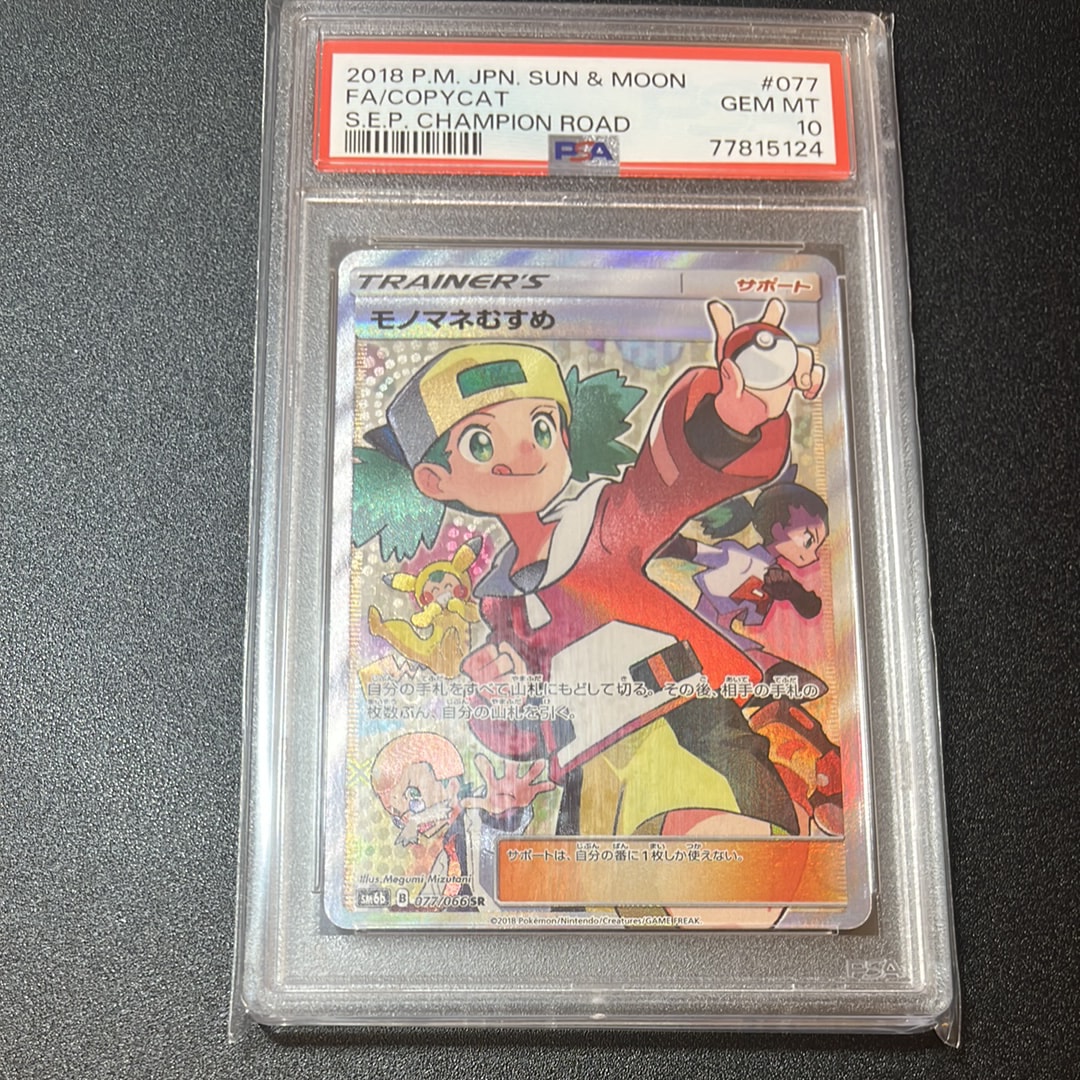 2018 P.M. JPN. SUN & MOON #077
FA/COPYCAT GEM MT
S.E.P. CHAMPION ROAD 10
PSA 77815124
TRAINER'S サポート
モノマネむすめ
自分の手札をすべて山札にもどして切る。その後、相手の手札の
枚数ぶん、自分の山札を引く。
サポートは、自分の番に1枚しか使えない。
Illus. Megumi Mizutani
SM6b B 077/066 SR
©2018 Pokémon/Nintendo/Creatures/GAME FREAK.
PSA